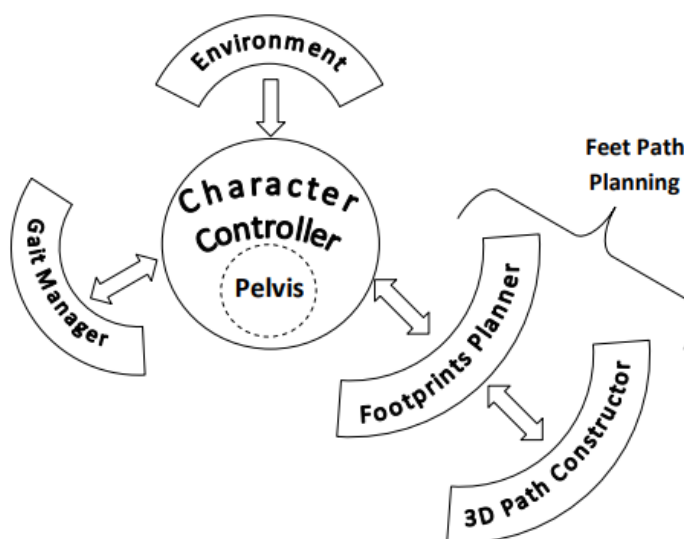 Environment
Character
Controller
Pelvis
Gait Manager
Feet Path
Planning
Footprints Planner
3D Path Constructor